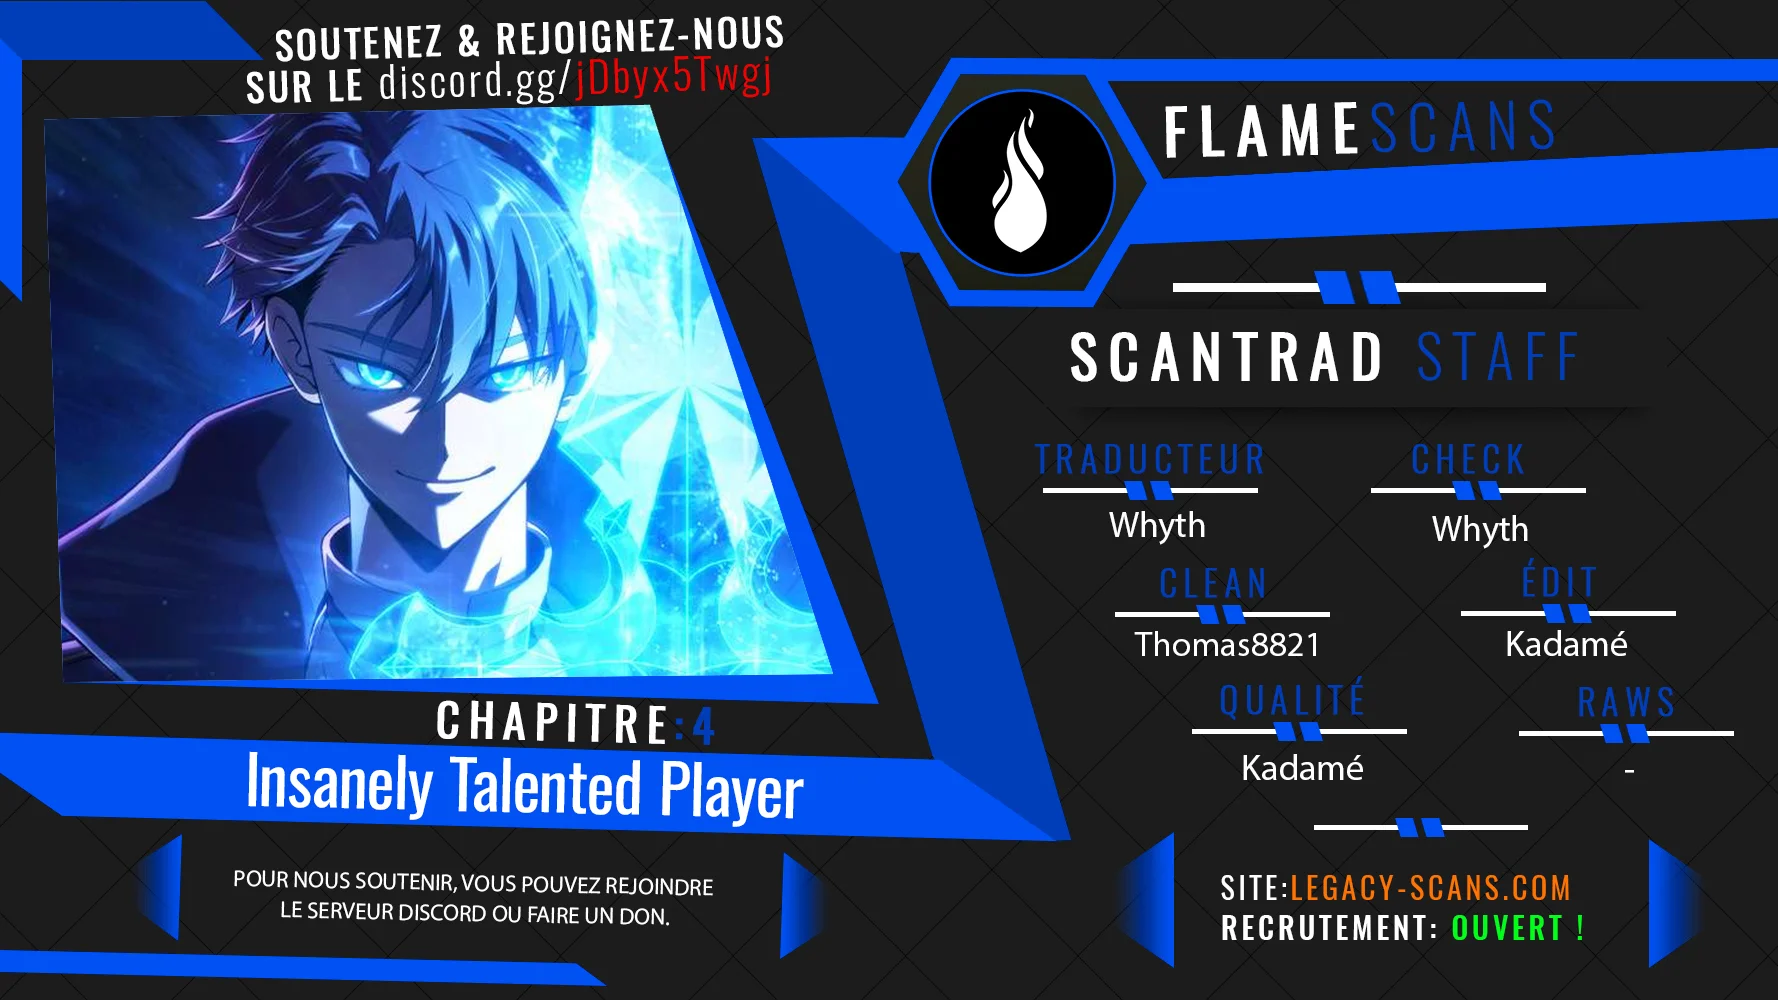 SOUTENEZ & REJOIGNEZ-NOUS
SUR LE discord.gg/jDbyx5Twgj
FLAMESCANS
SCANTRAD STAFF
TRADUCTEUR
Whyth
CHECK
Whyth
CLEAN
Thomas8821
ÉDIT
Kadamé
QUALITÉ
Kadamé
RAWS
-
CHAPITRE:4
Insanely Talented Player
POUR NOUS SOUTENIR, VOUS POUVEZ REJOINDRE
LE SERVEUR DISCORD OU FAIRE UN DON.
SITE:LEGACY-SCANS.COM
RECRUTEMENT: OUVERT !